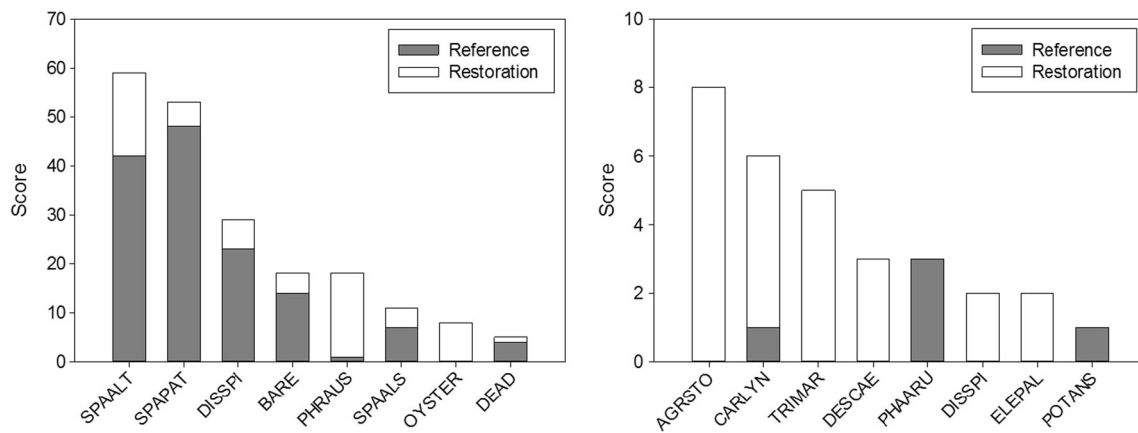 70
60
50
40
30
20
10
0
Score
Reference
Restoration
SPAALT
SPAPAT
DISSPI
BARE
PHRAUS
SPAALS
OYSTER
DEAD
10
8
6
4
2
0
Score
Reference
Restoration
AGRSTO
CARLYN
TRIMAR
DESCAE
PHAARU
DISSPI
ELEPAL
POTANS